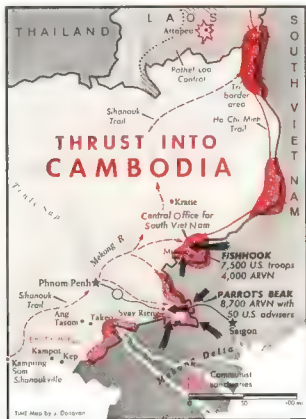 LAOS
THAILAND
Attopeu
Pathet Lao
Control
Tri-
border
area
SOUTH VIET NAM
Sihanouk
Trail
Ho Chi Minh
Trail
THRUST INTO
CAMBODIA
Kratie
Central Office for
South Viet Nam
Mekong R
FISHHOOK
7,500 U.S. troops
4,000 ARVN
Phnom Penh
PARROT'S BEAK
8,700 ARVN with
50 U.S. advisers
Sihanouk
Trail
Ang
Tasom
Takeo
Svay Rieng
Saigon
Kampot
Kep
Kampong
Som
Sihanoukville
Mekong Delta
Communist
sanctuaries
TIME Map by J. Donovan